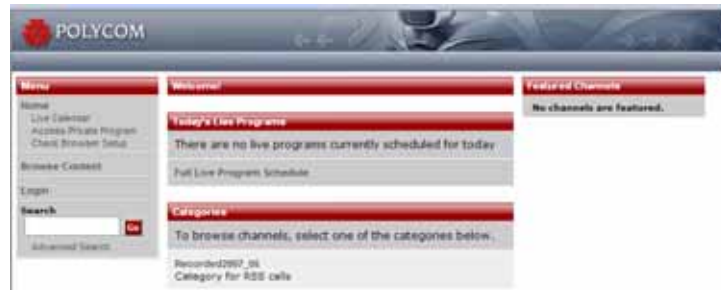 POLYCOM
Menu
Home
Live Calendar
Access Private Program
Check Browser Setup
Browse Content
Login
Search
Go
Advanced Search
Welcome!
Today's Live Programs
There are no live programs currently scheduled for today
Full Live Program Schedule
Categories
To browse channels, select one of the categories below.
Recorded2007_06
Category for RSS calls
Featured Channels
No channels are featured.